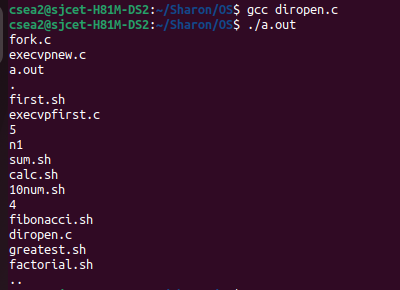 csea2@sjcet-H81M-DS2:~/Sharon/OS$ gcc diropen.c
csea2@sjcet-H81M-DS2:~/Sharon/OS$ ./a.out
fork.c
execvpnew.c
a.out
.
first.sh
execvpfirst.c
5
n1
sum.sh
calc.sh
10num.sh
4
fibonacci.sh
diropen.c
greatest.sh
factorial.sh
..